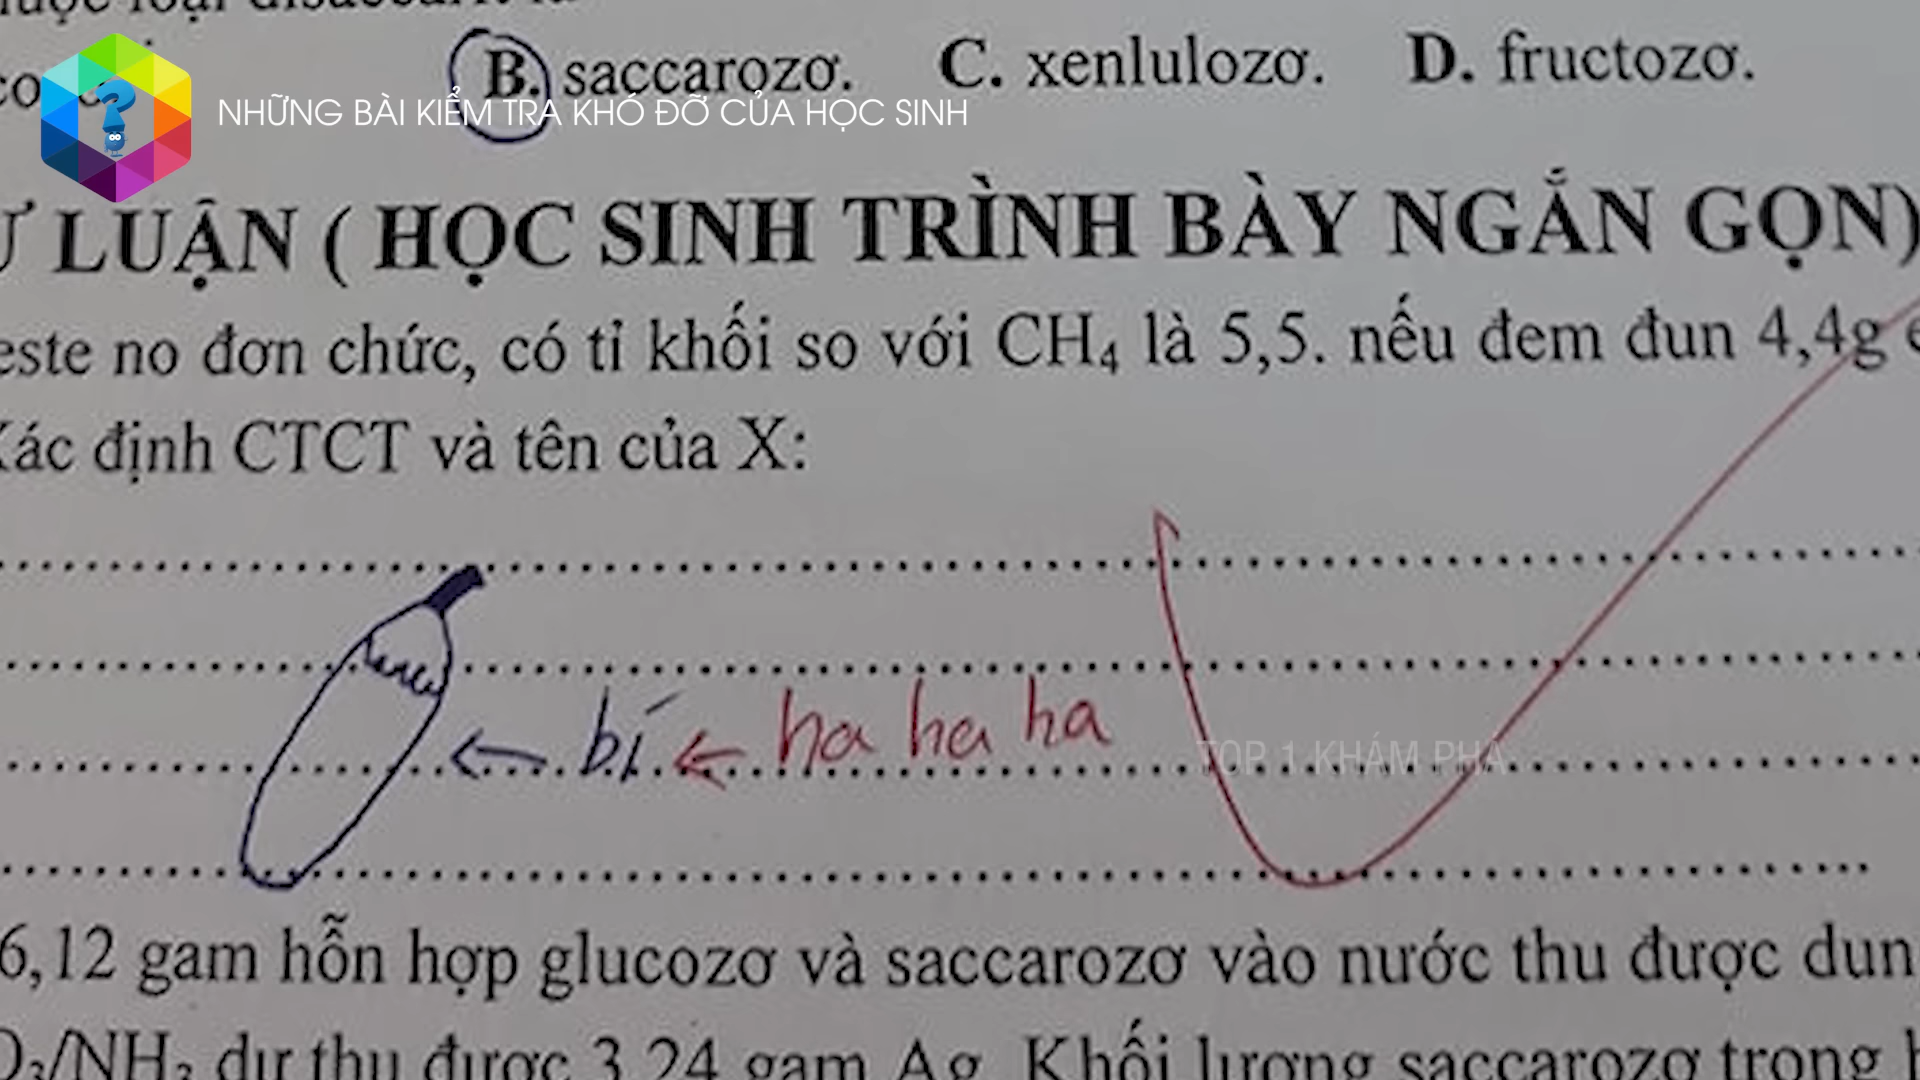 B. saccarozơ. C. xenlulozơ. D. fructozơ.
NHỮNG BÀI KIỂM TRA KHÓ ĐỠ CỦA HỌC SINH
LUẬN ( HỌC SINH TRÌNH BÀY NGẮN GỌN)
este no đơn chức, có tỉ khối so với CH₄ là 5,5. nếu đem đun 4,4g
Xác định CTCT và tên của X:
← bí ← ha ha ha
TOP 1 KHÁM PHÁ
6,12 gam hỗn hợp glucozơ và saccarozơ vào nước thu được dun
O₃/NH₃ dư thu được 3,24 gam Ag. Khối lượng saccarozơ trong h